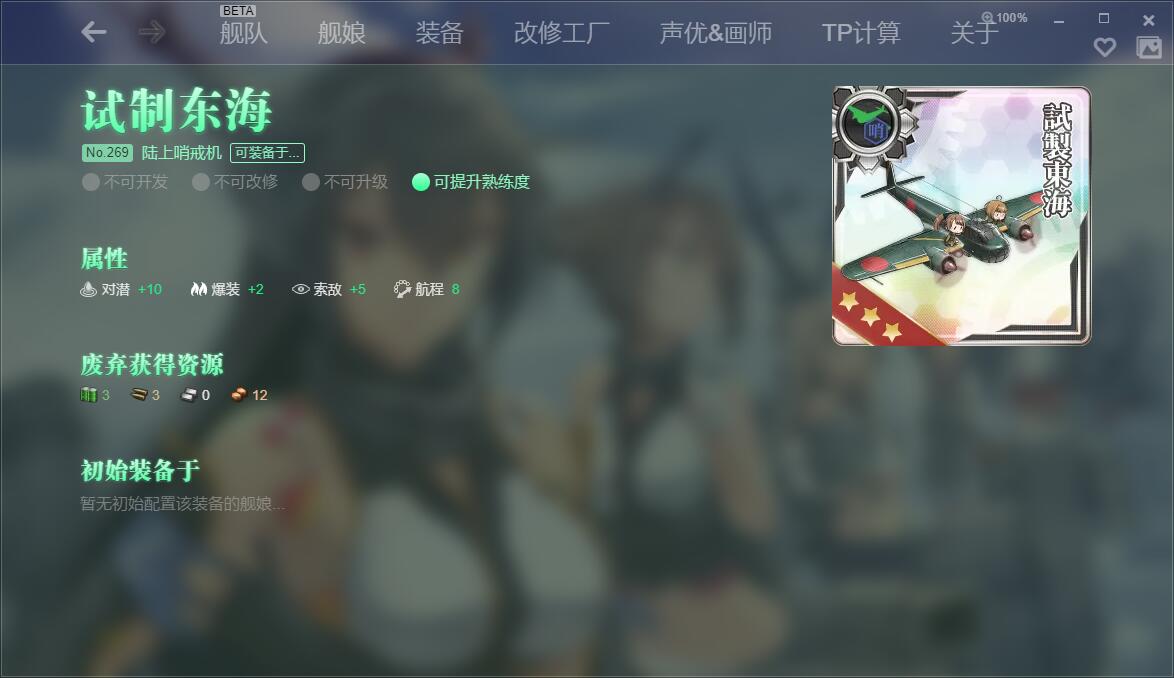 BETA
舰队 舰娘 装备 改修工厂 声优&画师 TP计算 关于 100%
试制东海
No.269 陆上哨戒机 可装备于...
不可开发 不可改修 不可升级 可提升熟练度
属性
对潜 +10 爆装 +2 索敌 +5 航程 8
废弃获得资源
3 3 0 12
初始装备于
暂无初始配置该装备的舰娘...
哨
試製東海